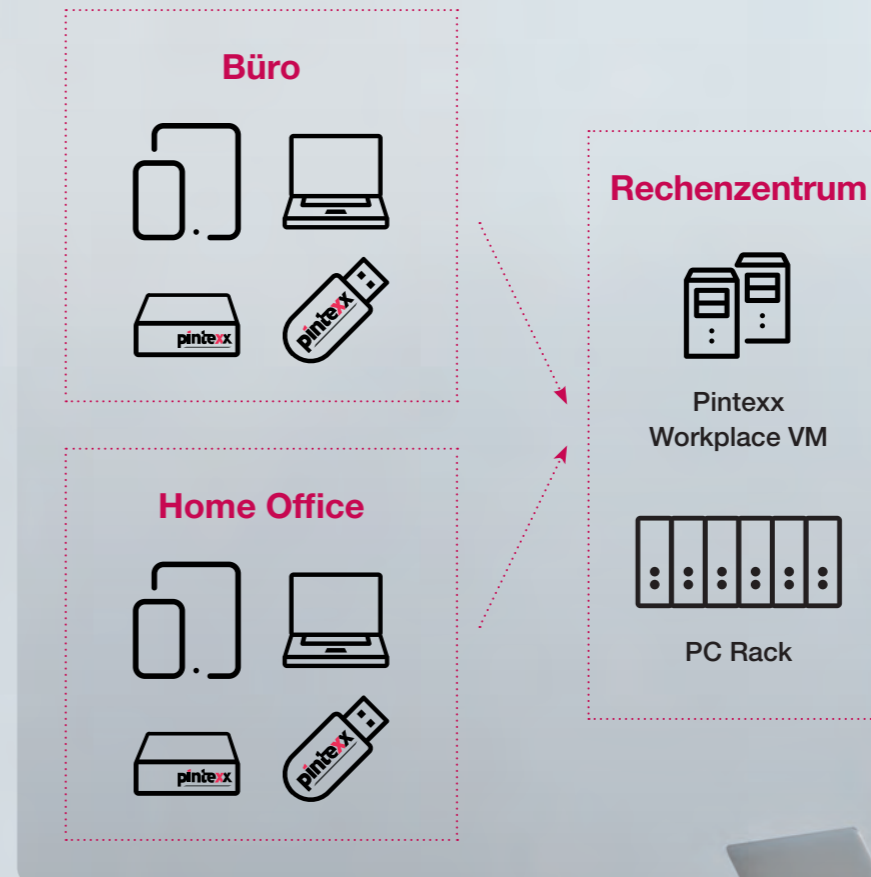 Büro
pintexx
pintexx
Rechenzentrum
Pintexx
Workplace VM
Home Office
pintexx
pintexx
PC Rack